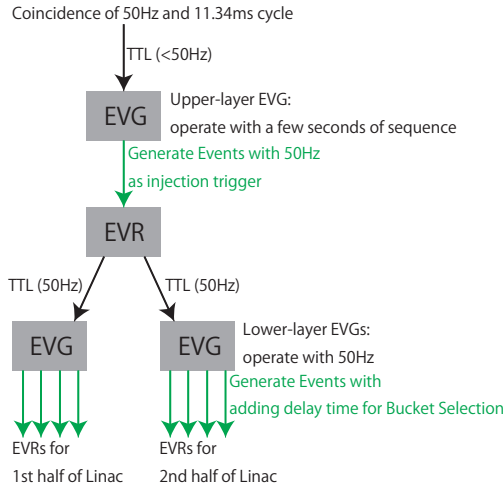 Coincidence of 50Hz and 11.34ms cycle
TTL (<50Hz)
EVG
Upper-layer EVG:
operate with a few seconds of sequence
Generate Events with 50Hz
as injection trigger
EVR
TTL (50Hz)
TTL (50Hz)
EVG
EVG
Lower-layer EVGs:
operate with 50Hz
Generate Events with
adding delay time for Bucket Selection
EVRs for
1st half of Linac
EVRs for
2nd half of Linac